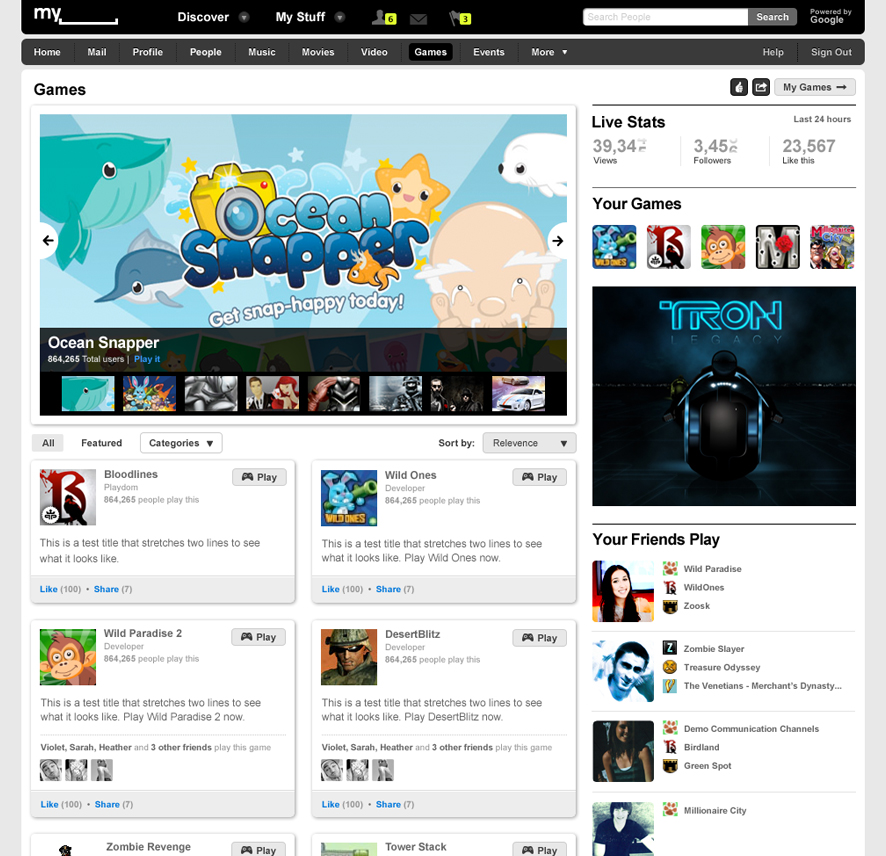 my
Discover
My Stuff
6
3
Search People
Search
Powered by
Google
Home
Mail
Profile
People
Music
Movies
Video
Games
Events
More
Help
Sign Out
Games
My Games
Ocean
Snapper
Get snap-happy today!
Ocean Snapper
864,265 Total users | Play it
All
Featured
Categories
Sort by:
Relevence
Bloodlines
Playdom
864,265 people play this
Play
This is a test title that stretches two lines to see
what it looks like.
Like (100) • Share (7)
WILD ONES
Wild Ones
Developer
864,265 people play this
Play
This is a test title that stretches two lines to see
what it looks like. Play Wild Ones now.
Like (100) • Share (7)
Wild Paradise 2
Developer
864,265 people play this
Play
This is a test title that stretches two lines to see
what it looks like. Play Wild Paradise 2 now.
Violet, Sarah, Heather and 3 other friends play this game
Like (100) • Share (7)
DesertBlitz
Developer
864,265 people play this
Play
This is a test title that stretches two lines to see
what it looks like. Play DesertBlitz now.
Violet, Sarah, Heather and 3 other friends play this game
Like (100) • Share (7)
Zombie Revenge
Play
Tower Stack
Play
Live Stats
Last 24 hours
39,34
Views
3,45
Followers
23,567
Like this
Your Games
WILD ONES
Millionaire
City
TRON
LEGACY
Your Friends Play
Wild Paradise
WildOnes
Zoosk
Zombie Slayer
Treasure Odyssey
The Venetians - Merchant's Dynasty...
Demo Communication Channels
Birdland
Green Spot
Millionaire City